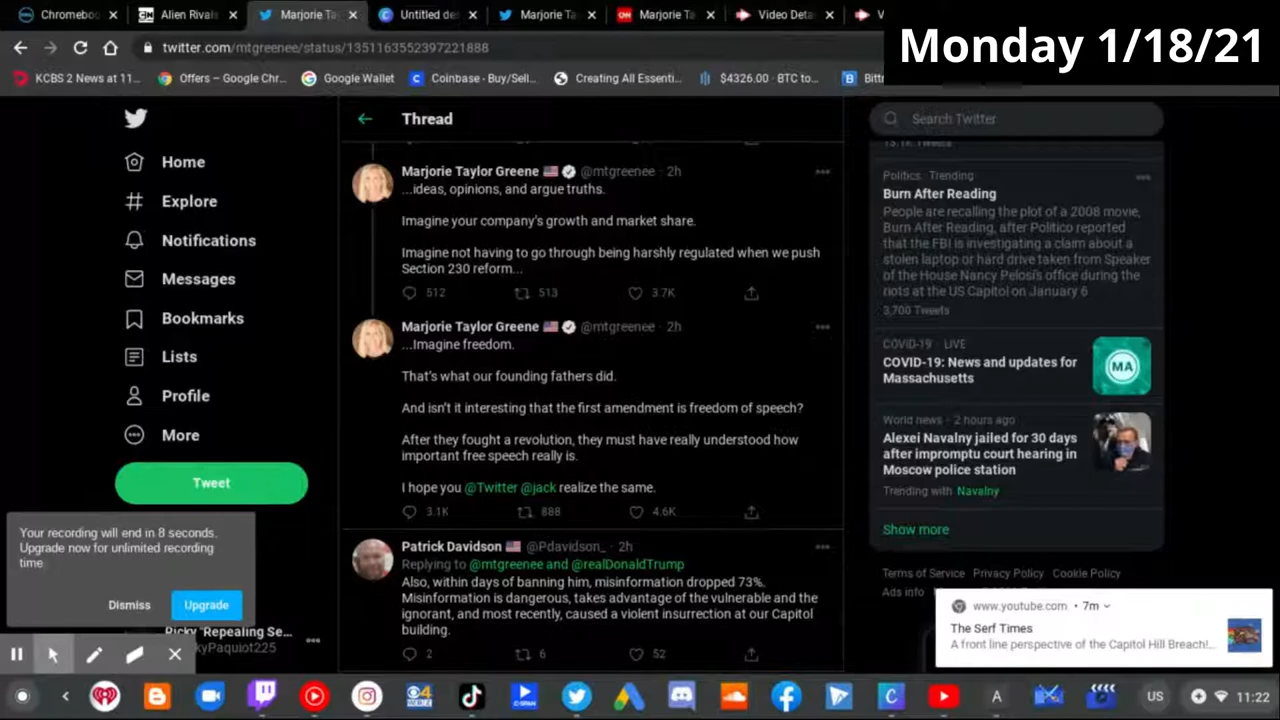 Chromeboo
Alien Rivals
Marjorie Ta
Untitled de
Marjorie Ta
Marjorie Ta
Video Deta
V
Monday 1/18/21
twitter.com/mtgreenee/status/1351163552397221888
KCBS 2 News at 11...
Offers – Google Chr...
Google Wallet
Coinbase - Buy/Sell...
Creating All Essenti...
$4326.00 - BTC to...
Bittr
Home
Explore
Notifications
Messages
Bookmarks
Lists
Profile
More
Tweet
Your recording will end in 8 seconds.
Upgrade now for unlimited recording
time
Dismiss
Upgrade
Ricky "Repealing Se...
kyPaquiot225
Thread
Marjorie Taylor Greene @mtgreenee · 2h
...ideas, opinions, and argue truths.
Imagine your company's growth and market share.
Imagine not having to go through being harshly regulated when we push
Section 230 reform...
512
513
3.7K
Marjorie Taylor Greene @mtgreenee · 2h
...Imagine freedom.
That's what our founding fathers did.
And isn't it interesting that the first amendment is freedom of speech?
After they fought a revolution, they must have really understood how
important free speech really is.
I hope you @Twitter @jack realize the same.
3.1K
888
4.6K
Patrick Davidson @Pdavidson_ · 2h
Replying to @mtgreenee and @realDonaldTrump
Also, within days of banning him, misinformation dropped 73%.
Misinformation is dangerous, takes advantage of the vulnerable and the
ignorant, and most recently, caused a violent insurrection at our Capitol
building.
2
6
52
Search Twitter
Politics · Trending
Burn After Reading
People are recalling the plot of a 2008 movie,
Burn After Reading, after Politico reported
that the FBI is investigating a claim about a
stolen laptop or hard drive taken from Speaker
of the House Nancy Pelosi's office during the
riots at the US Capitol on January 6
3,700 Tweets
COVID-19 · LIVE
COVID-19: News and updates for
Massachusetts
MA
World news · 2 hours ago
Alexei Navalny jailed for 30 days
after impromptu court hearing in
Moscow police station
Trending with Navalny
Show more
Terms of Service Privacy Policy Cookie Policy
Ads info
www.youtube.com · 7m
The Serf Times
A front line perspective of the Capitol Hill Breach!...
US
11:22